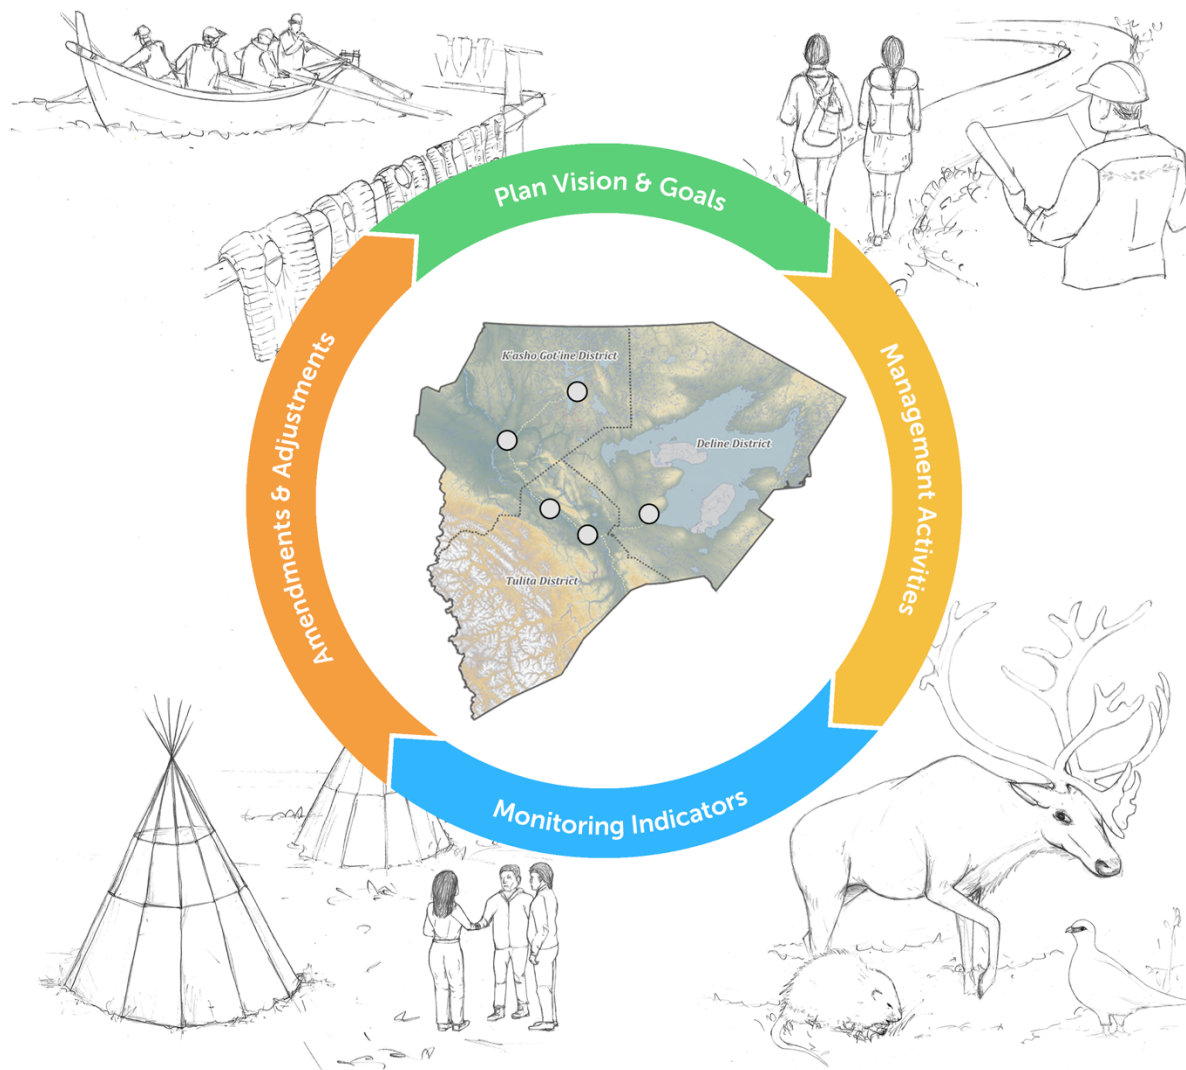 Plan Vision & Goals
Management Activities
Monitoring Indicators
Amendments & Adjustments
K'asho Got'ine District
Deline District
Tulita District